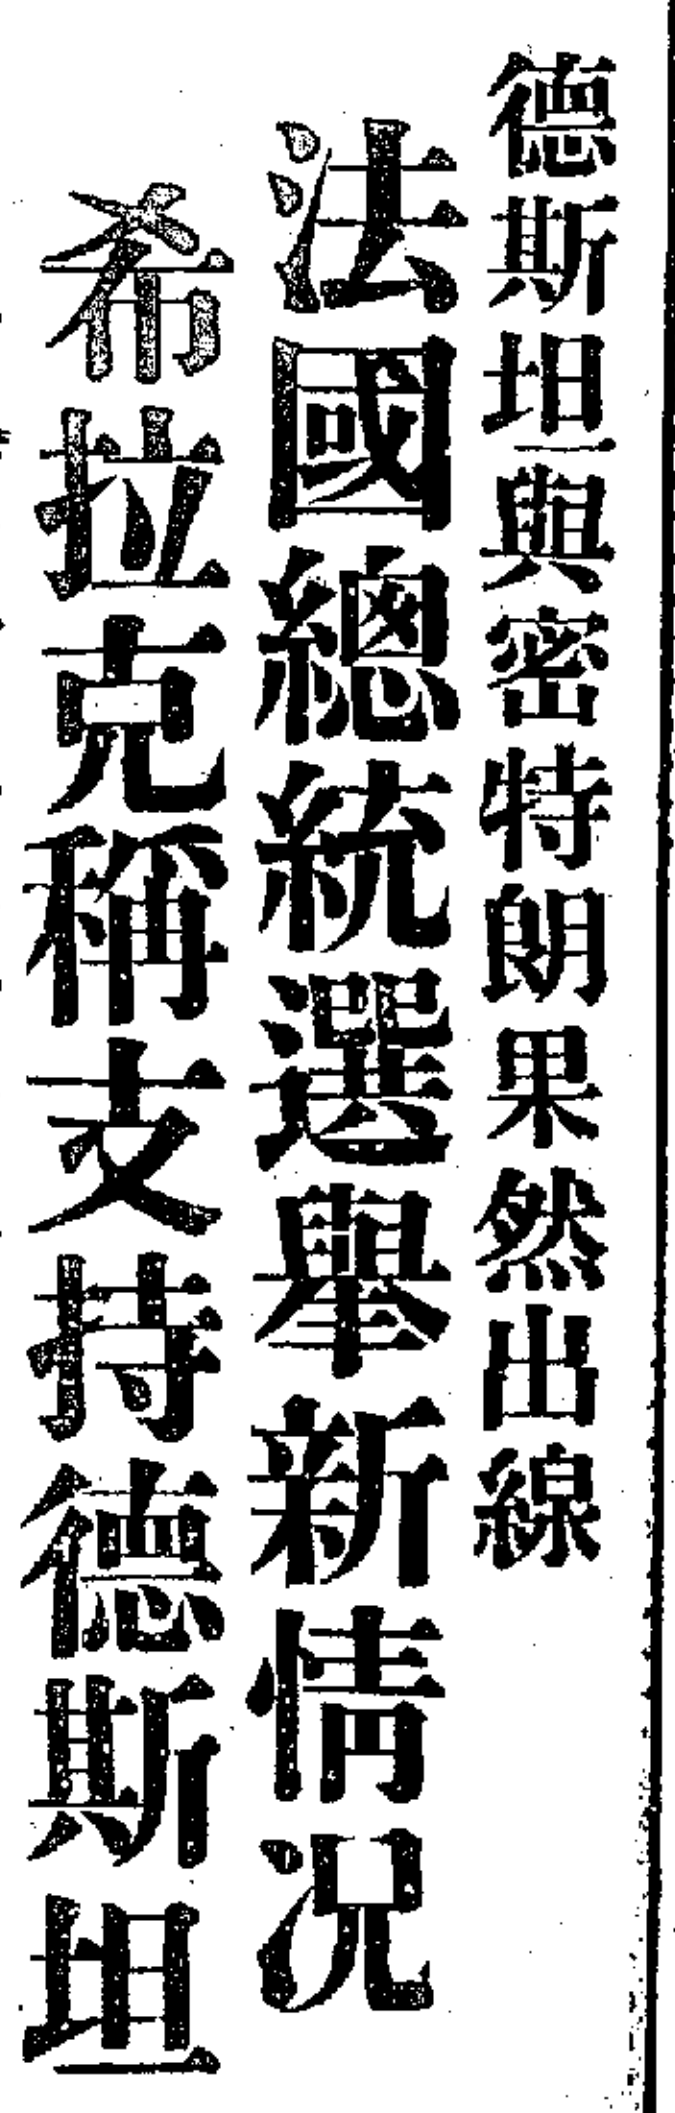 德斯坦與密特朗果然出線
法國總統選舉新情况
希拉克稱支持德斯坦